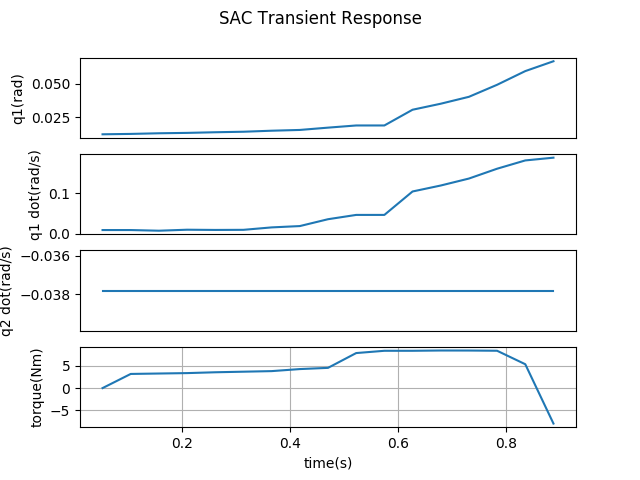 SAC Transient Response
q1(rad)
0.050
0.025
q1 dot(rad/s)
0.1
0.0
q2 dot(rad/s)
−0.036
−0.038
torque(Nm)
5
0
−5
0.2 0.4 0.6 0.8
time(s)